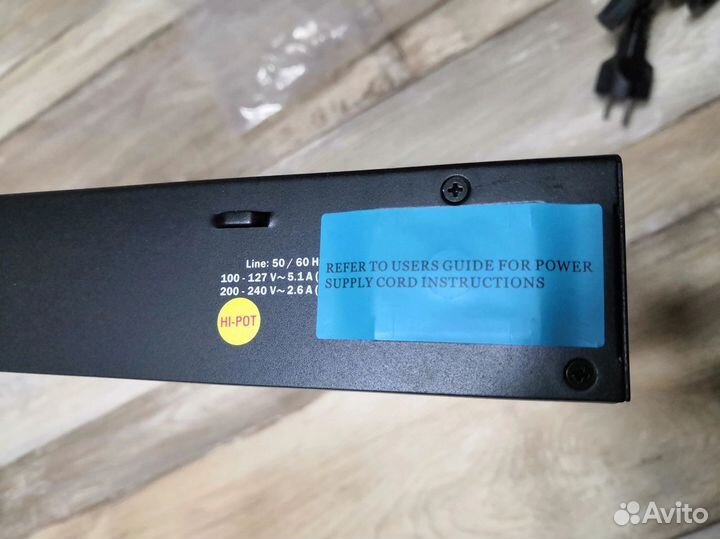 Line: 50 / 60 H
100 - 127 V~ 5.1 A (
200 - 240 V~ 2.6 A (
HI-POT
REFER TO USERS GUIDE FOR POWER
SUPPLY CORD INSTRUCTIONS
Avito